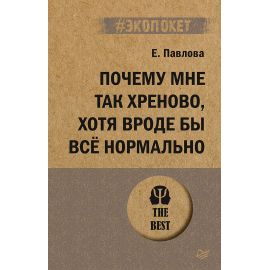 #ЭКОПОКЕТ
Е. Павлова
ПОЧЕМУ МНЕ
ТАК ХРЕНОВО,
ХОТЯ ВРОДЕ БЫ
ВСЁ НОРМАЛЬНО
THE
BEST